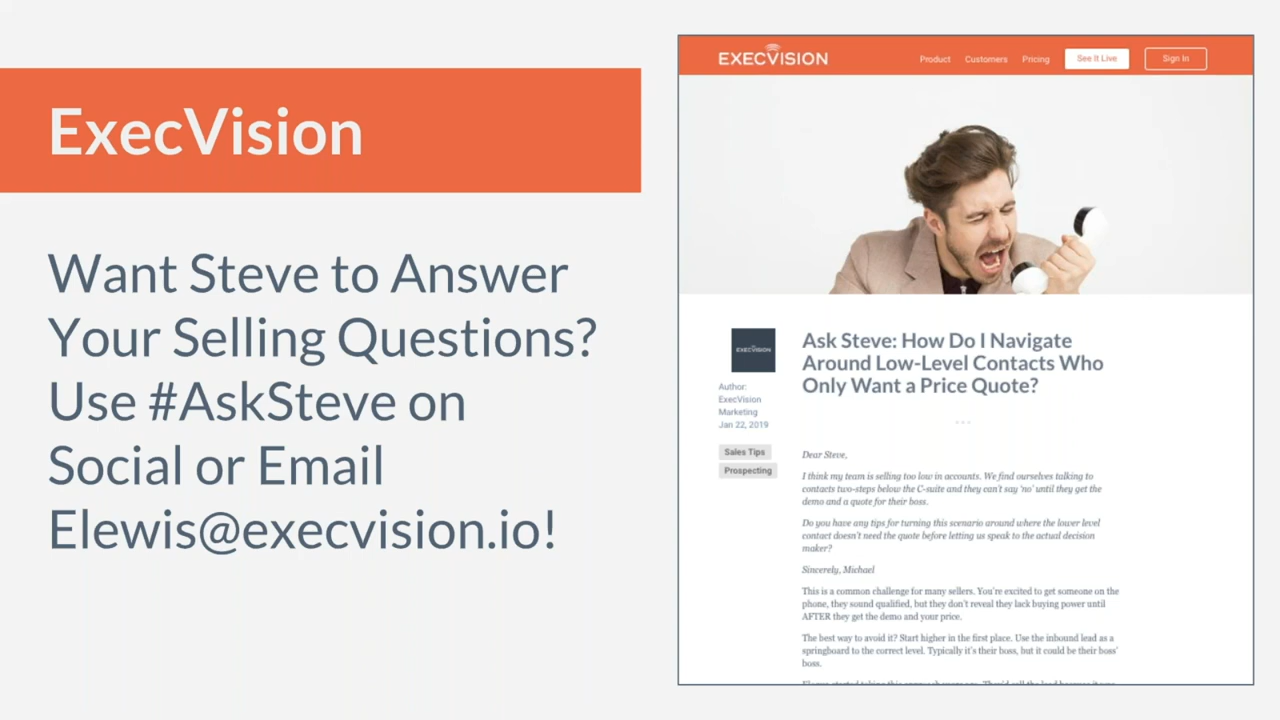 ExecVision
Want Steve to Answer
Your Selling Questions?
Use #AskSteve on
Social or Email
Elewis@execvision.io!
EXECVISION
Product Customers Pricing See It Live Sign In
EXECVISION
Author:
ExecVision
Marketing
Jan 22, 2019
Sales Tips
Prospecting
Ask Steve: How Do I Navigate
Around Low-Level Contacts Who
Only Want a Price Quote?
Dear Steve,
I think my team is selling too low in accounts. We find ourselves talking to
contacts two-steps below the C-suite and they can't say 'no' until they get the
demo and a quote for their boss.
Do you have any tips for turning this scenario around where the lower level
contact doesn't need the quote before letting us speak to the actual decision
maker?
Sincerely, Michael
This is a common challenge for many sellers. You're excited to get someone on the
phone, they sound qualified, but they don't reveal they lack buying power until
AFTER they get the demo and your price.
The best way to avoid it? Start higher in the first place. Use the inbound lead as a
springboard to the correct level. Typically it's their boss, but it could be their boss'
boss.